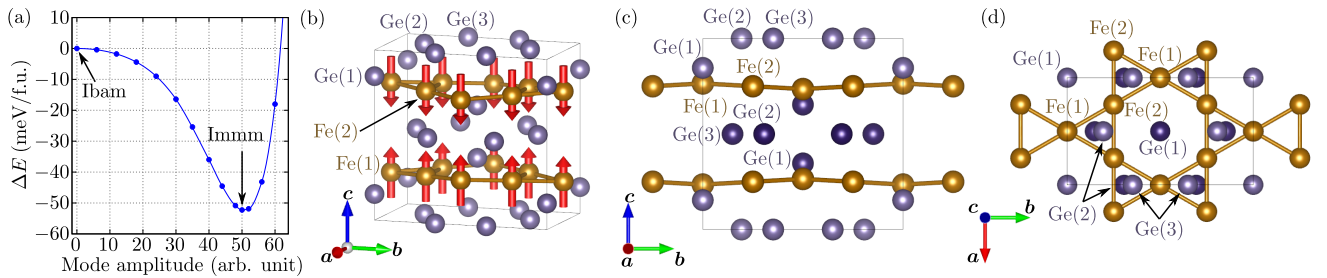 (a)
ΔE (meV/f.u.)
0
−10
−20
−30
−40
−50
−60
0 10 20 30 40 50 60
Mode amplitude (arb. unit)
Ibam
Immm
(b)
Ge(2)
Ge(3)
Ge(1)
Fe(2)
Fe(1)
c
a
b
(c)
Ge(2) Ge(3)
Ge(1)
Fe(2)
Fe(1)
Ge(2)
Ge(3)
Ge(1)
c
a
b
(d)
Fe(2)
Ge(1)
Fe(1)
Fe(1)
Fe(2)
Ge(1)
Ge(2)
Ge(3)
c
b
a